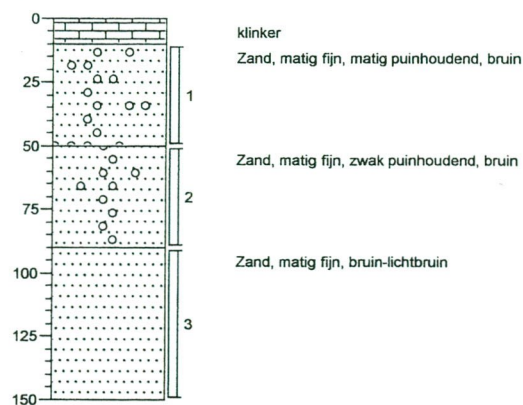 0
klinker
Zand, matig fijn, matig puinhoudend, bruin
25
1
50
Zand, matig fijn, zwak puinhoudend, bruin
2
75
Zand, matig fijn, bruin-lichtbruin
100
3
125
150